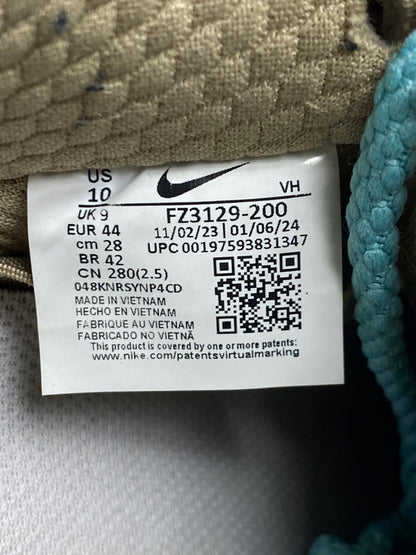 US
10
VH
UK 9
FZ3129-200
EUR 44
11/02/23 | 01/06/24
cm 28
UPC 00197593831347
BR 42
CN 280(2.5)
048KNRSYNP4CD
MADE IN VIETNAM
HECHO EN VIETNAM
FABRIQUE AU VIETNAM
FABRICADO NO VIETNÃ
This product is covered by one or more patents:
www.nike.com/patentsvirtualmarking